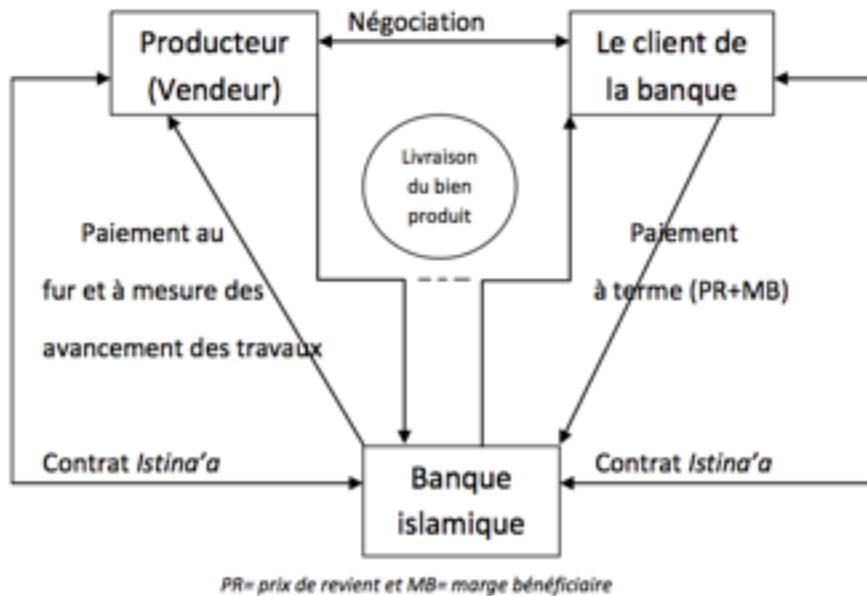 Producteur
(Vendeur)
Négociation
Le client de
la banque
Livraison
du bien
produit
Paiement au
fur et à mesure des
avancement des travaux
Paiement
à terme (PR+MB)
Contrat Istina’a
Banque
islamique
Contrat Istina’a
PR= prix de revient et MB= marge bénéficiaire